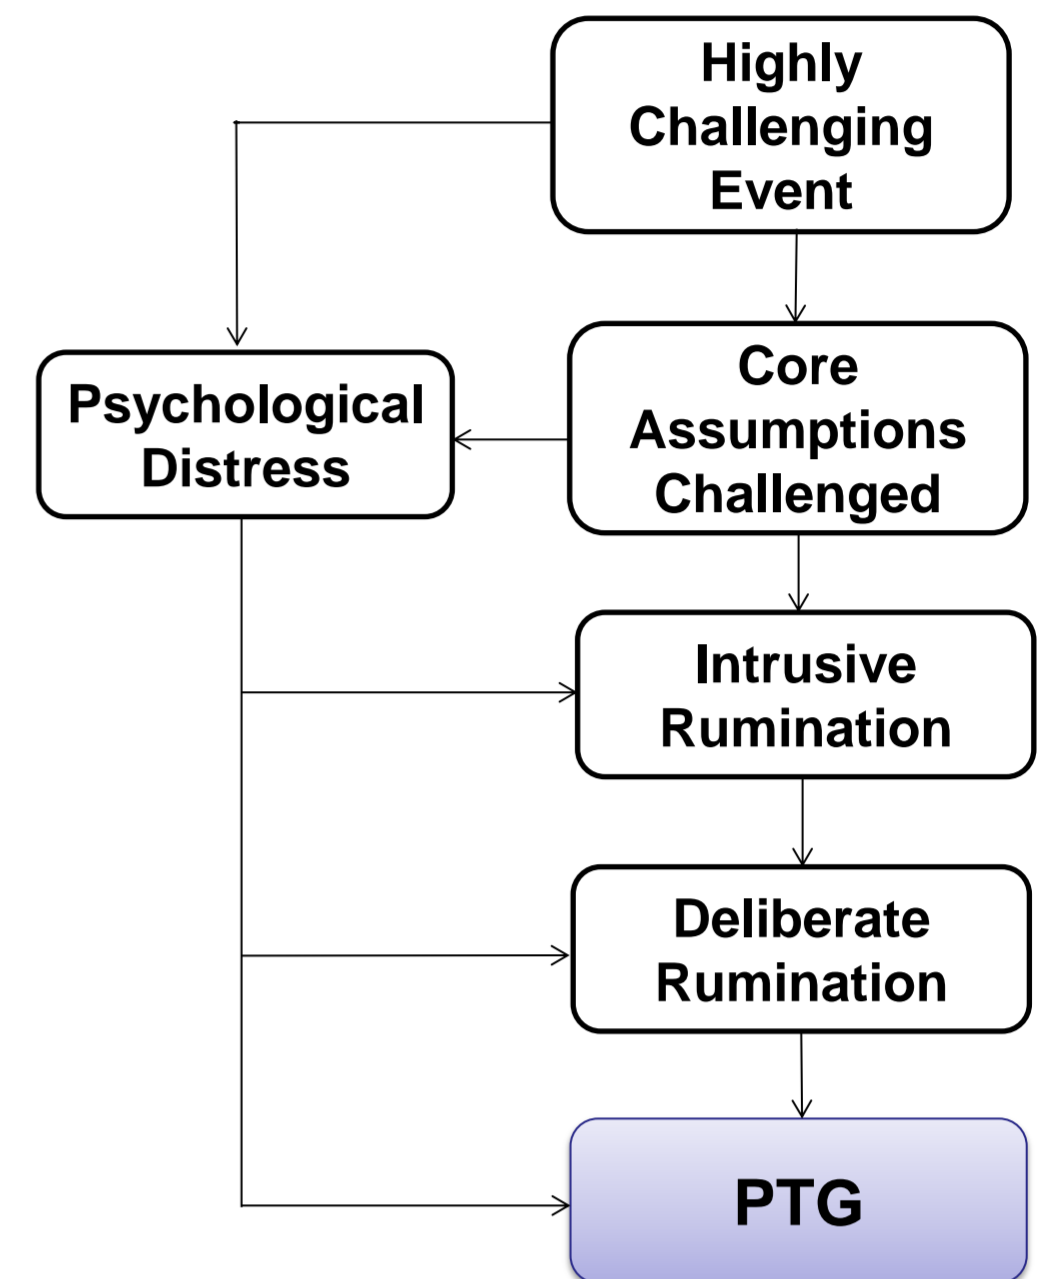 Highly
Challenging
Event
Core
Assumptions
Challenged
Psychological
Distress
Intrusive
Rumination
Deliberate
Rumination
PTG